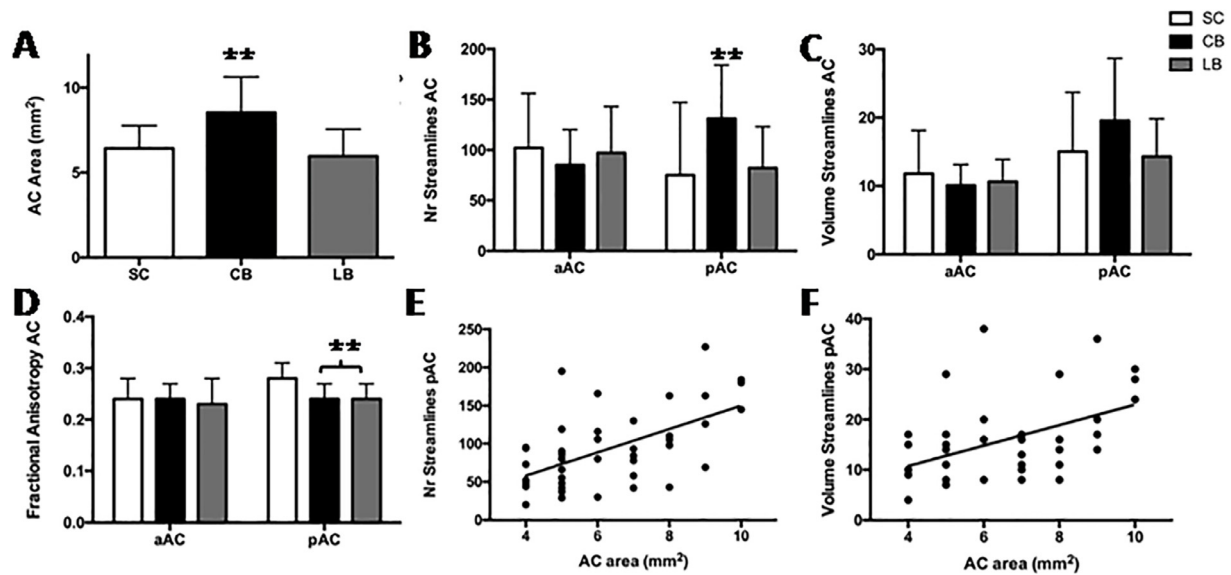 A
AC Area (mm²)
10
5
0
**
SC
CB
LB
B
Nr Streamlines AC
200
150
100
50
0
**
aAC
pAC
C
Volume Streamlines AC
30
20
10
0
aAC
pAC
SC
CB
LB
D
Fractional Anisotropy AC
0.4
0.3
0.2
0.1
0.0
**
aAC
pAC
E
Nr Streamlines pAC
250
200
150
100
50
0
4
6
8
10
AC area (mm²)
F
Volume Streamlines pAC
40
30
20
10
0
4
6
8
10
AC area (mm²)